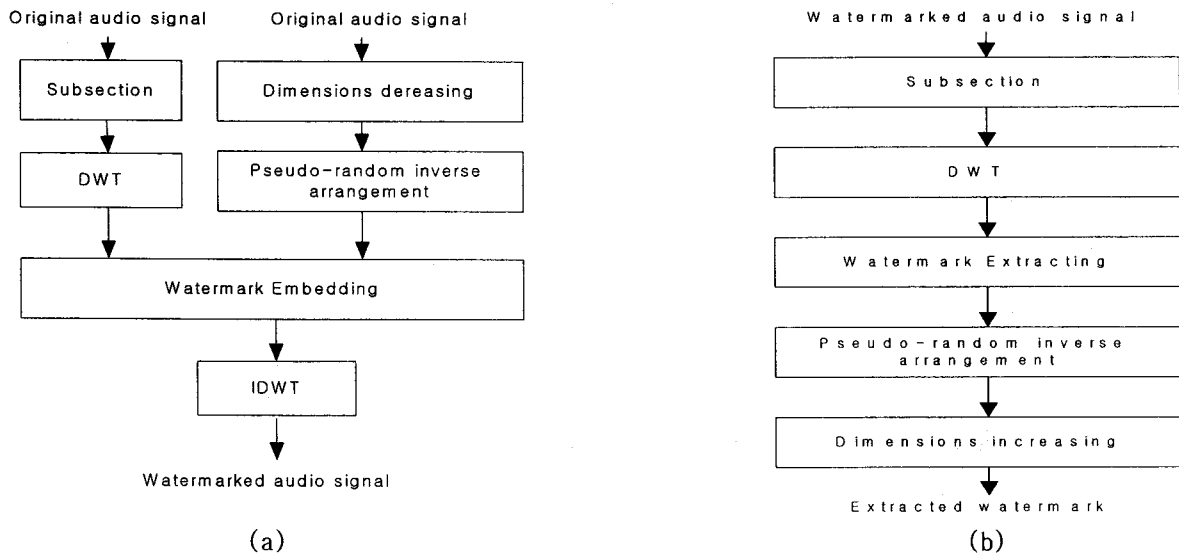 Original audio signal
Original audio signal
Subsection
Dimensions dereasing
DWT
Pseudo-random inverse
arrangement
Watermark Embedding
IDWT
Watermarked audio signal
(a)
Watermarked audio signal
Subsection
DWT
Watermark Extracting
Pseudo-random inverse
arrangement
Dimensions increasing
Extracted watermark
(b)